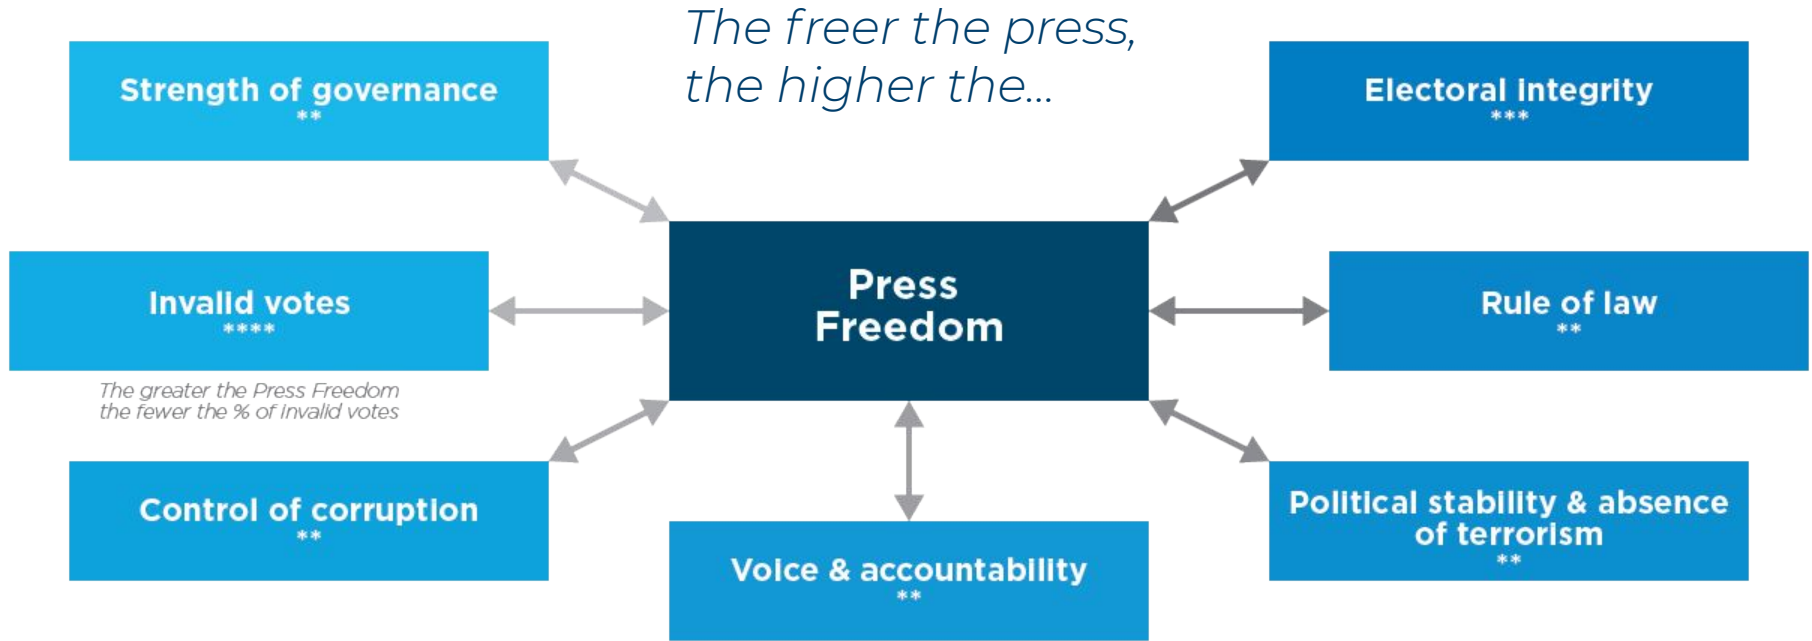 The freer the press,
the higher the...
Strength of governance
**
Electoral integrity
***
Press
Freedom
Invalid votes
****
The greater the Press Freedom
the fewer the % of invalid votes
Rule of law
**
Control of corruption
**
Voice & accountability
**
Political stability & absence
of terrorism
**